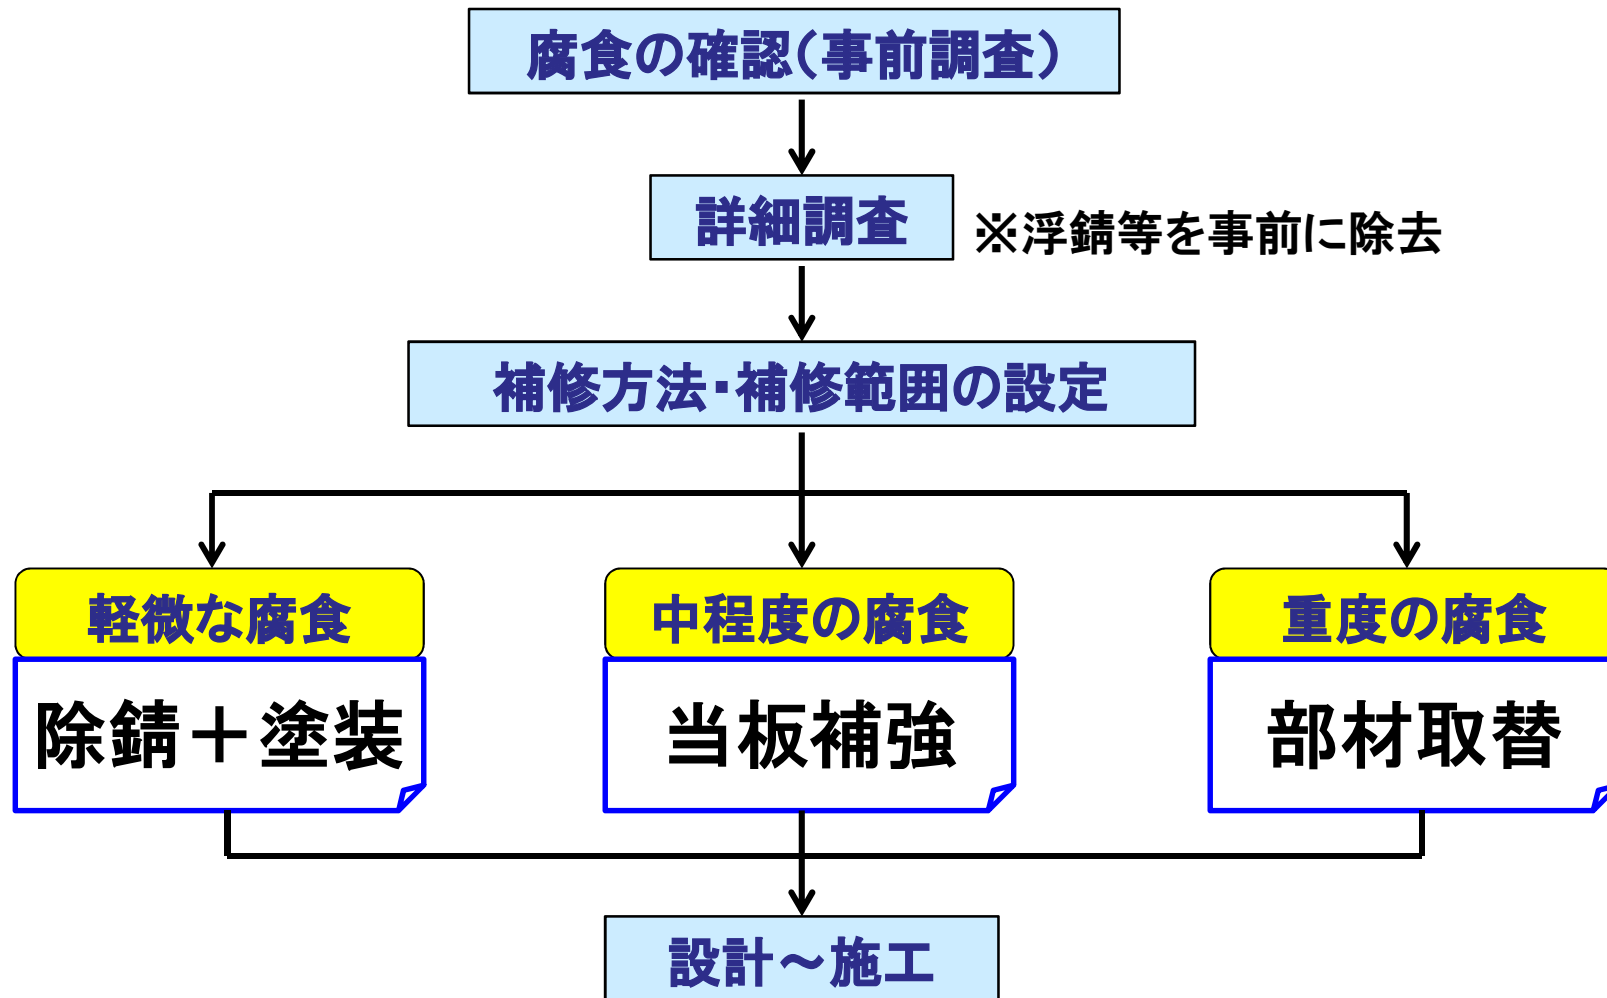 腐食の確認（事前調査）
詳細調査
※浮錆等を事前に除去
補修方法・補修範囲の設定
軽微な腐食
中程度の腐食
重度の腐食
除錆＋塗装
当板補強
部材取替
設計～施工